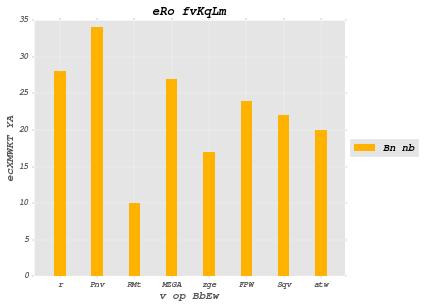 eRo fvKqLm
35
30
25
20
15
10
5
0
ecXMWKT YA
r Pnv RMt MEGA zge FPW Sqv atw
v op BbEw
Bn nb